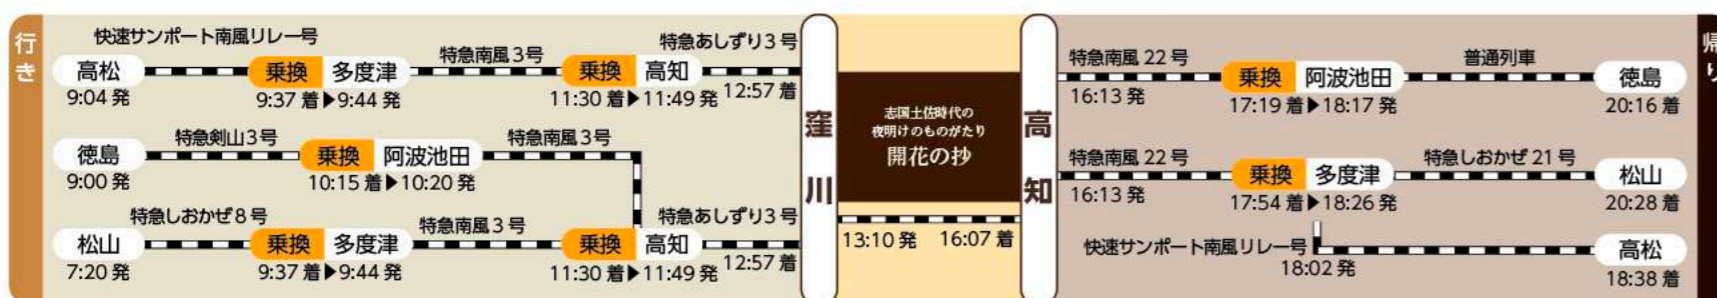 行き
快速サンポート南風リレー号
特急南風3号
特急あしずり3号
高松
乗換 多度津
乗換 高知
9:04 発
9:37 着▶9:44 発
11:30 着▶11:49 発
12:57 着
特急剣山3号
特急南風3号
徳島
乗換 阿波池田
9:00 発
10:15 着▶10:20 発
特急しおかぜ8号
特急南風3号
特急あしずり3号
松山
乗換 多度津
乗換 高知
7:20 発
9:37 着▶9:44 発
11:30 着▶11:49 発
12:57 着
窪川
志国土佐時代の
夜明けのものがたり
開花の抄
13:10 発 16:07 着
高知
帰り
特急南風 22 号
普通列車
乗換 阿波池田
徳島
16:13 発
17:19 着▶18:17 発
20:16 着
特急南風 22 号
特急しおかぜ 21 号
乗換 多度津
松山
16:13 発
17:54 着▶18:26 発
20:28 着
快速サンポート南風リレー号
高松
18:02 発
18:38 着